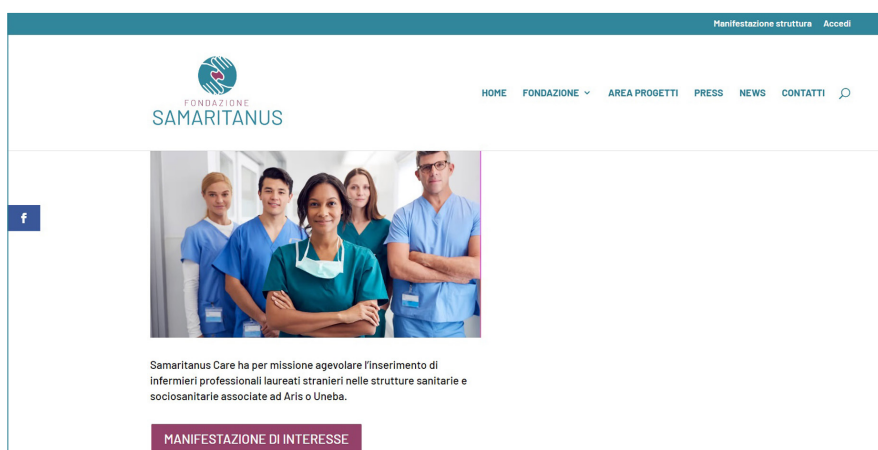 Manifestazione struttura Accedi
FONDAZIONE
SAMARITANUS
HOME FONDAZIONE AREA PROGETTI PRESS NEWS CONTATTI
f
Samaritanus Care ha per missione agevolare l'inserimento di
infermieri professionali laureati stranieri nelle strutture sanitarie e
sociosanitarie associate ad Aris o Uneba.
MANIFESTAZIONE DI INTERESSE